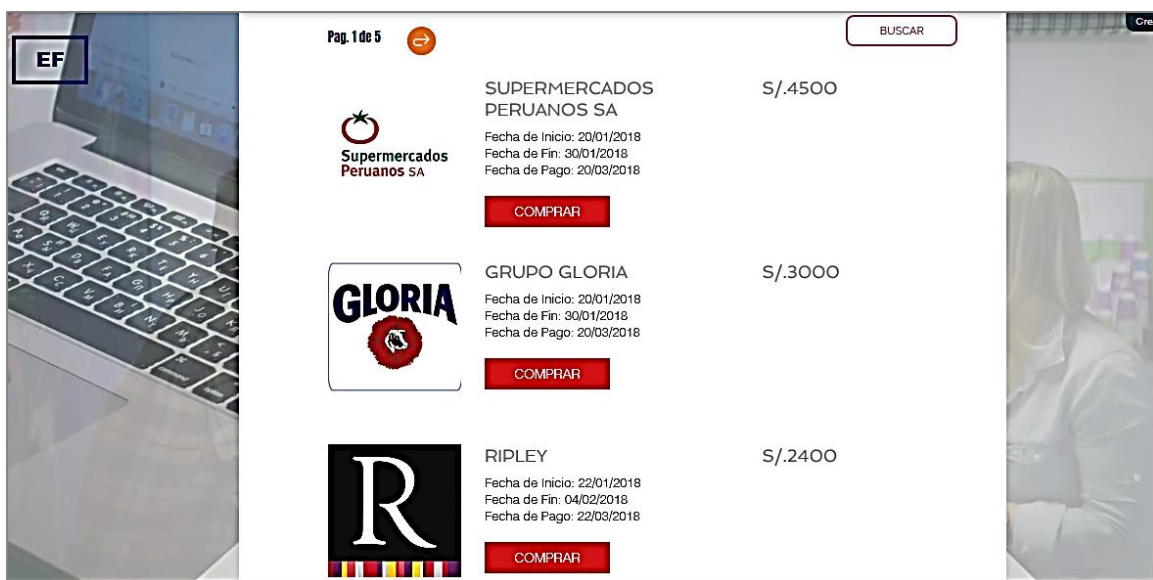 Pag. 1 de 5
BUSCAR
Cre
EF
SUPERMERCADOS
PERUANOS SA
S/.4500
Fecha de Inicio: 20/01/2018
Fecha de Fin: 30/01/2018
Fecha de Pago: 20/03/2018
Supermercados
Peruanos SA
COMPRAR
GRUPO GLORIA
S/.3000
GLORIA
Fecha de Inicio: 20/01/2018
Fecha de Fin: 30/01/2018
Fecha de Pago: 20/03/2018
COMPRAR
RIPLEY
S/.2400
R
Fecha de Inicio: 22/01/2018
Fecha de Fin: 04/02/2018
Fecha de Pago: 22/03/2018
COMPRAR